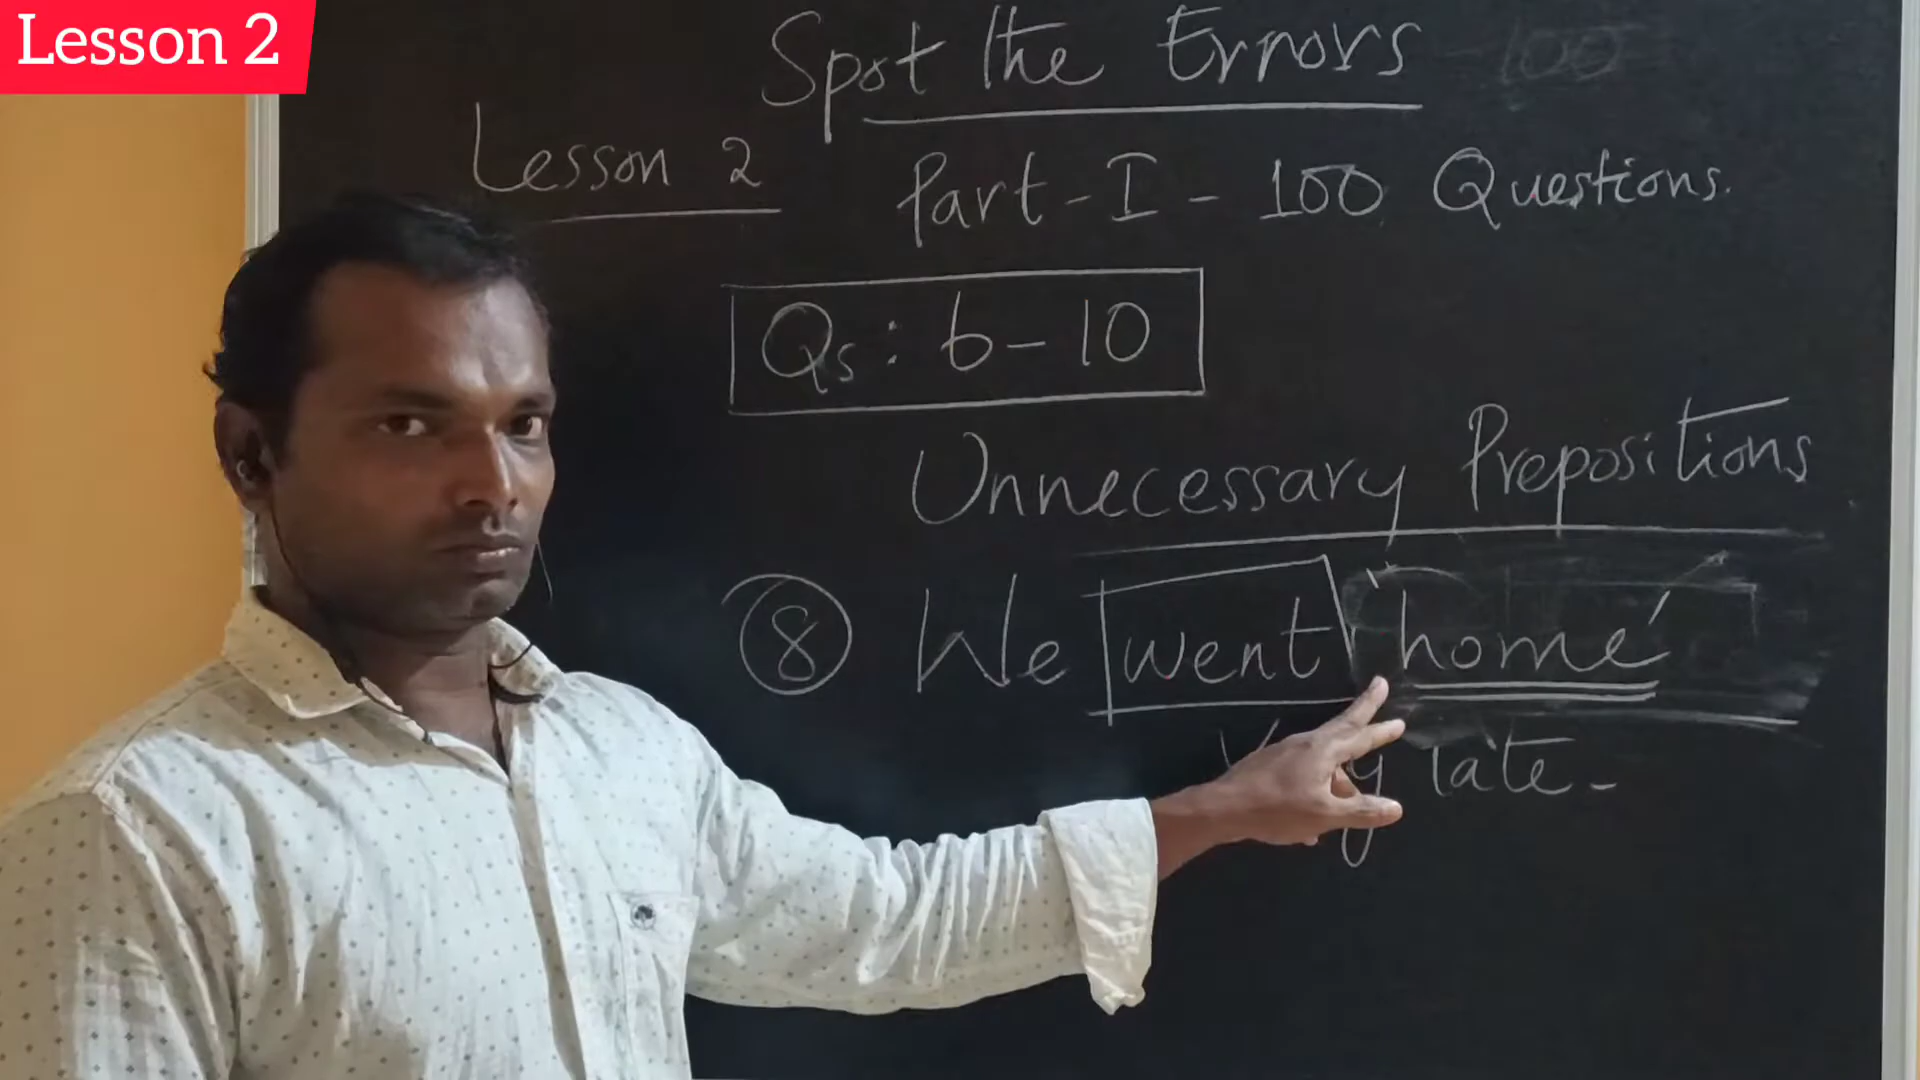 Lesson 2
Spot the Errors 100
Lesson 2
Part-I - 100 Questions.
Qs: 6-10
Unnecessary Prepositions
8 We went home
late.